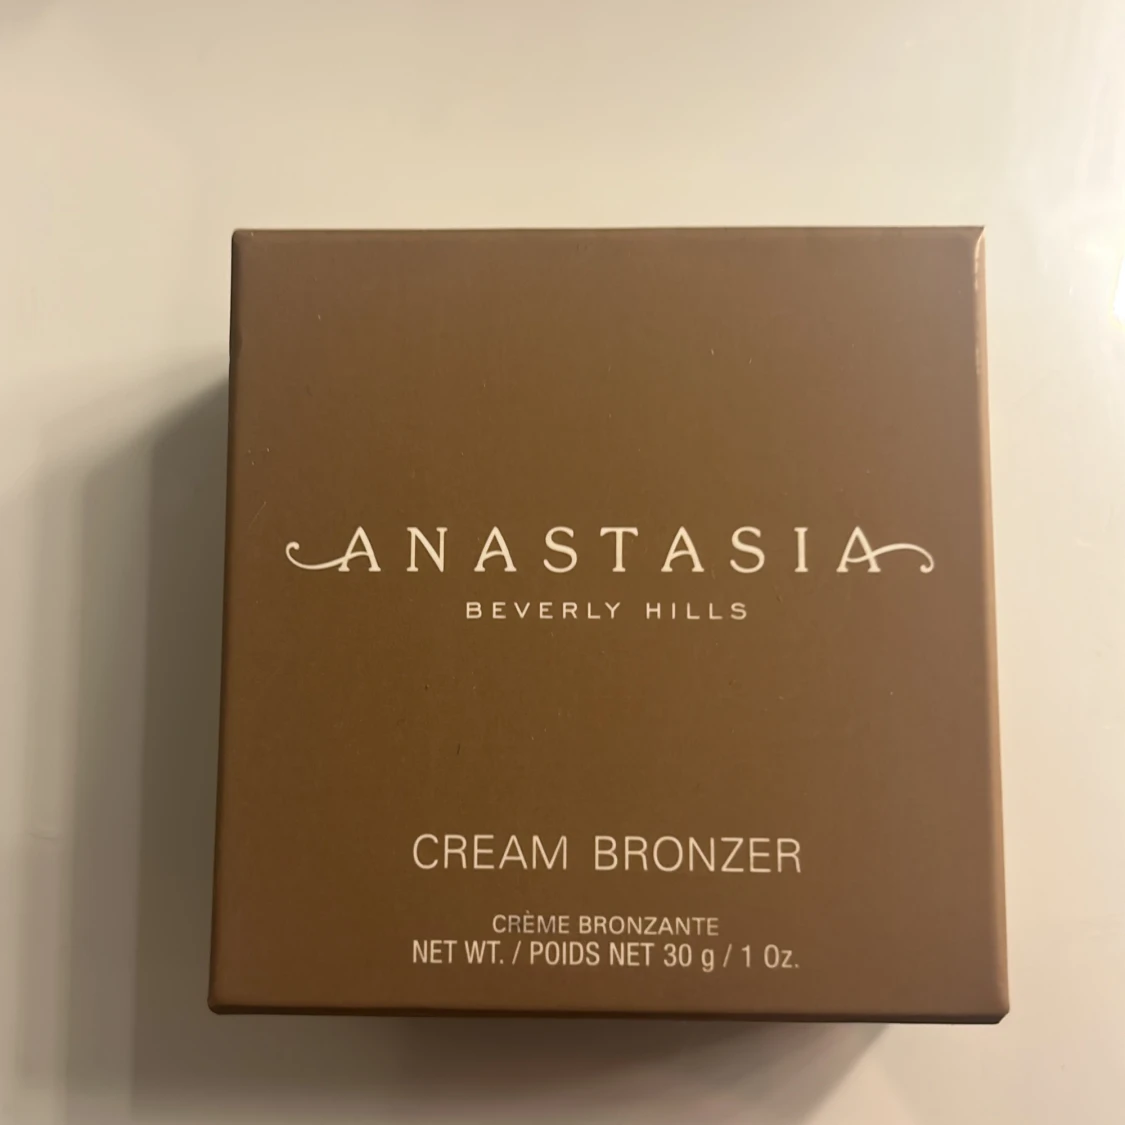 ANASTASIA
BEVERLY HILLS
CREAM BRONZER
CRÈME BRONZANTE
NET WT. / POIDS NET 30 g / 1 Oz.